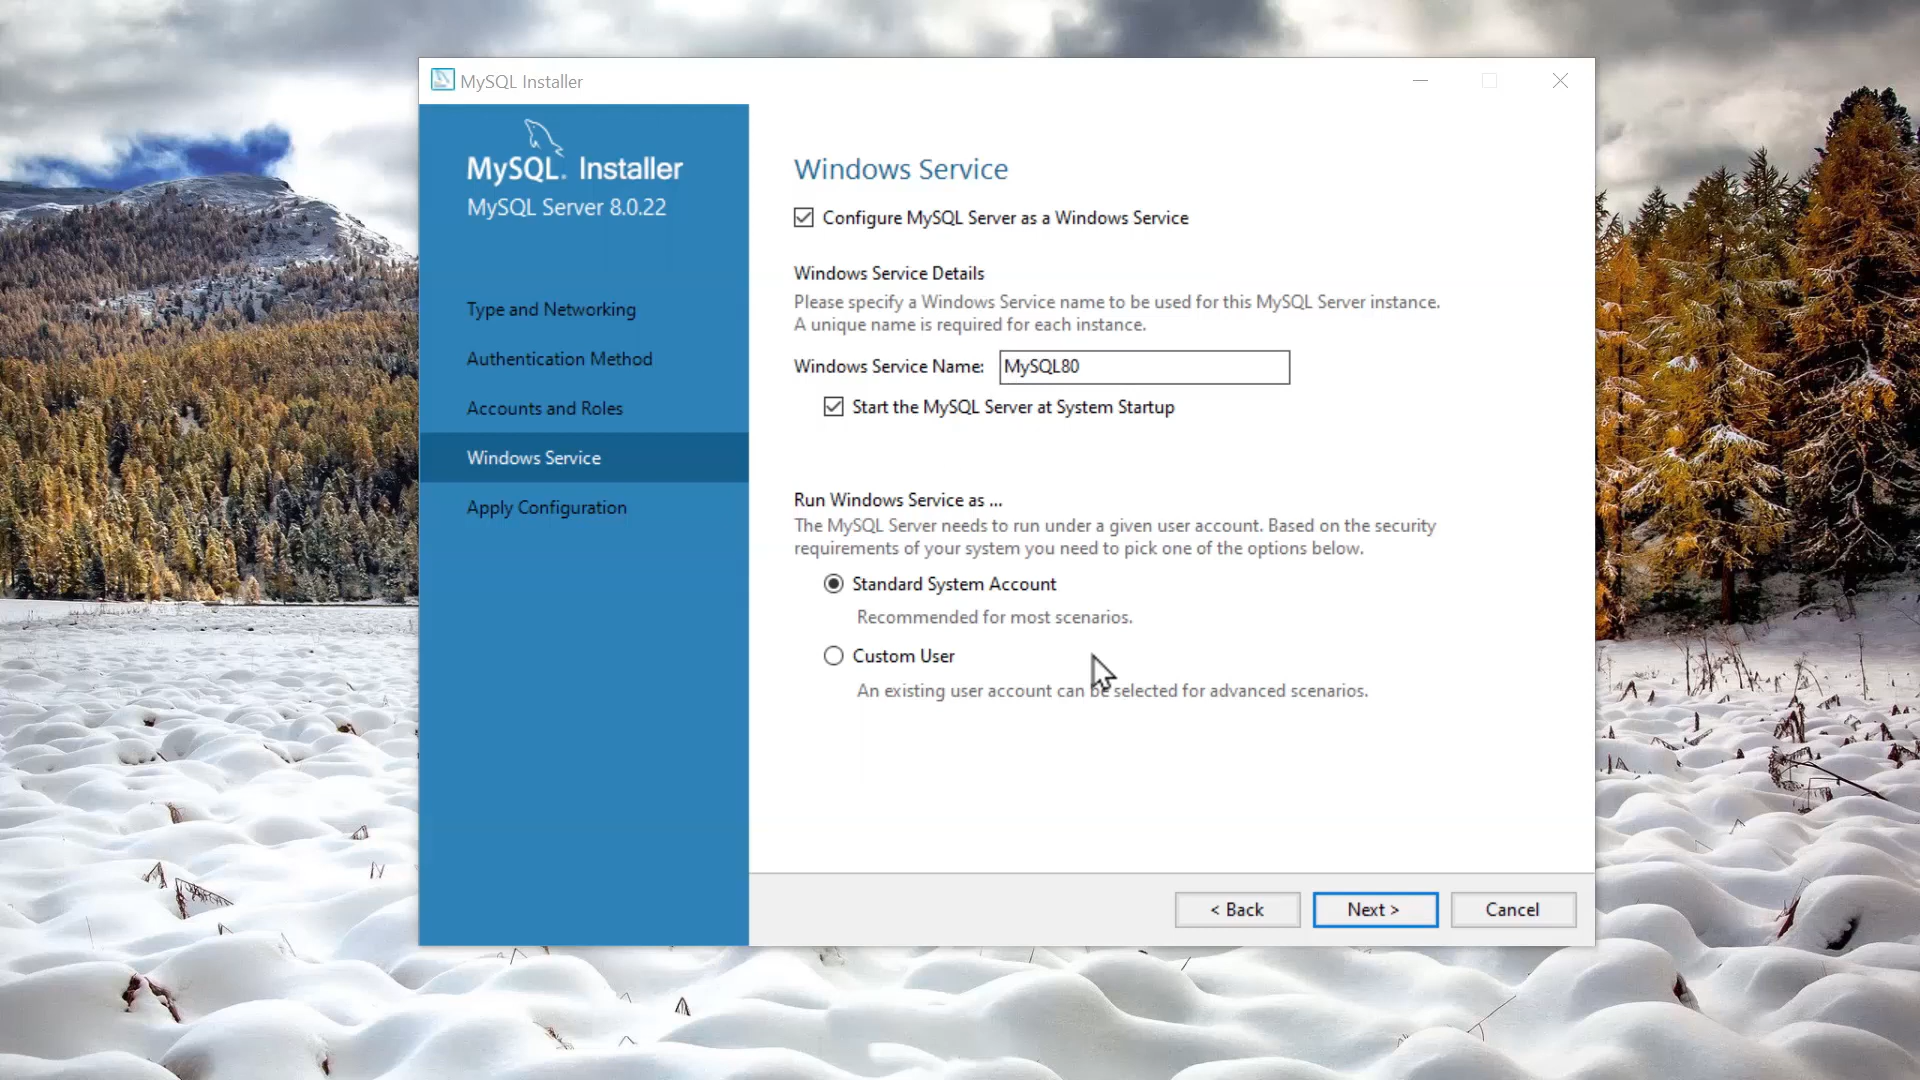 MySQL Installer
MySQL. Installer
MySQL Server 8.0.22
Type and Networking
Authentication Method
Accounts and Roles
Windows Service
Apply Configuration
Windows Service
Configure MySQL Server as a Windows Service
Windows Service Details
Please specify a Windows Service name to be used for this MySQL Server instance.
A unique name is required for each instance.
Windows Service Name: MySQL80
Start the MySQL Server at System Startup
Run Windows Service as ...
The MySQL Server needs to run under a given user account. Based on the security
requirements of your system you need to pick one of the options below.
Standard System Account
Recommended for most scenarios.
Custom User
An existing user account can be selected for advanced scenarios.
< Back
Next >
Cancel